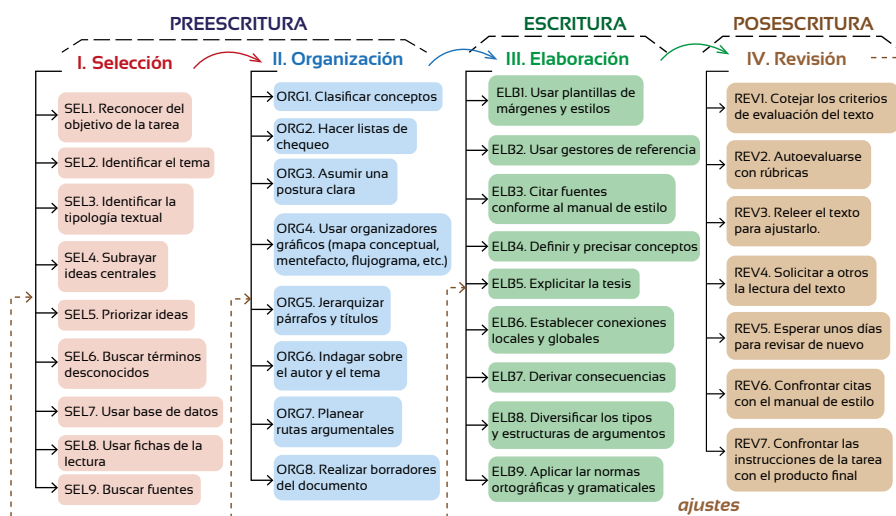 PREESCRITURA
ESCRITURA
POSESCRITURA
I. Selección
SEL1. Reconocer del
objetivo de la tarea
SEL2. Identificar el tema
SEL3. Identificar la
tipología textual
SEL4. Subrayar
ideas centrales
SEL5. Priorizar ideas
SEL6. Buscar términos
desconocidos
SEL7. Usar base de datos
SEL8. Usar fichas de la
lectura
SEL9. Buscar fuentes
II. Organización
ORG1. Clasificar conceptos
ORG2. Hacer listas de
chequeo
ORG3. Asumir una
postura clara
ORG4. Usar organizadores
gráficos (mapa conceptual,
mentefacto, flujograma, etc.)
ORG5. Jerarquizar
párrafos y títulos
ORG6. Indagar sobre
el autor y el tema
ORG7. Planear
rutas argumentales
ORG8. Realizar borradores
del documento
III. Elaboración
ELB1. Usar plantillas de
márgenes y estilos
ELB2. Usar gestores de referencia
ELB3. Citar fuentes
conforme al manual de estilo
ELB4. Definir y precisar conceptos
ELB5. Explicitar la tesis
ELB6. Establecer conexiones
locales y globales
ELB7. Derivar consecuencias
ELB8. Diversificar los tipos
y estructuras de argumentos
ELB9. Aplicar lar normas
ortográficas y gramaticales
IV. Revisión
REV1. Cotejar los criterios
de evaluación del texto
REV2. Autoevaluarse
con rúbricas
REV3. Releer el texto
para ajustarlo.
REV4. Solicitar a otros
la lectura del texto
REV5. Esperar unos días
para revisar de nuevo
REV6. Confrontar citas
con el manual de estilo
REV7. Confrontar las
instrucciones de la tarea
con el producto final
ajustes